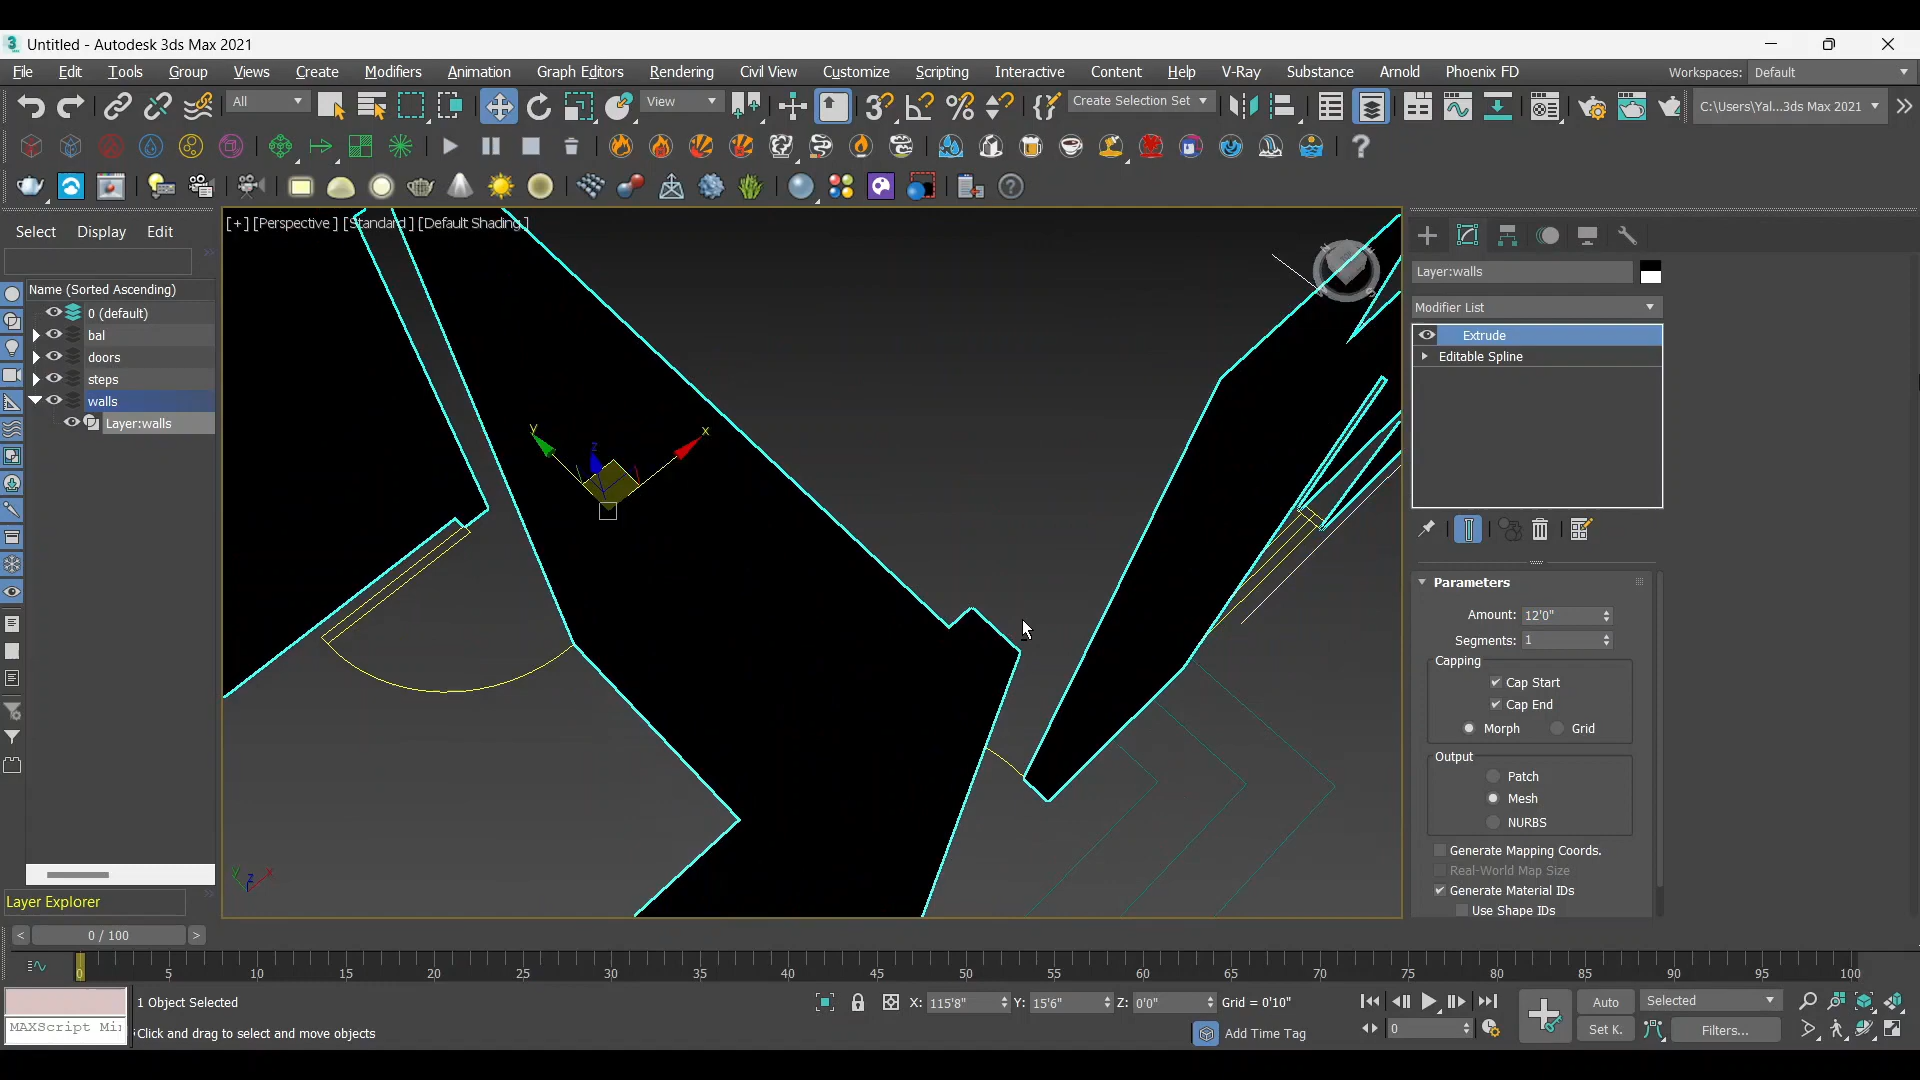 Untitled - Autodesk 3ds Max 2021
File Edit Tools Group Views Create Modifiers Animation Graph Editors Rendering Civil View Customize Scripting Interactive Content Help V-Ray Substance Arnold Phoenix FD Workspaces: Default
All View Create Selection Set C:\Users\Yal...3ds Max 2021
[+] [Perspective ] [Standard ] [Default Shading ]
Select Display Edit
Name (Sorted Ascending)
0 (default)
bal
doors
steps
walls
Layer:walls
Layer Explorer
y x z
Layer:walls
Modifier List
Extrude
Editable Spline
Parameters
Amount: 12'0"
Segments: 1
Capping
Cap Start
Cap End
Morph Grid
Output
Patch
Mesh
NURBS
Generate Mapping Coords.
Real-World Map Size
Generate Material IDs
Use Shape IDs
< 0 / 100 >
0 5 10 15 20 25 30 35 40 45 50 55 60 65 70 75 80 85 90 95 100
1 Object Selected X: 115'8" Y: 15'6" Z: 0'0" Grid = 0'10" Auto Selected
MAXScript Mi Click and drag to select and move objects Add Time Tag 0 Set K. Filters...